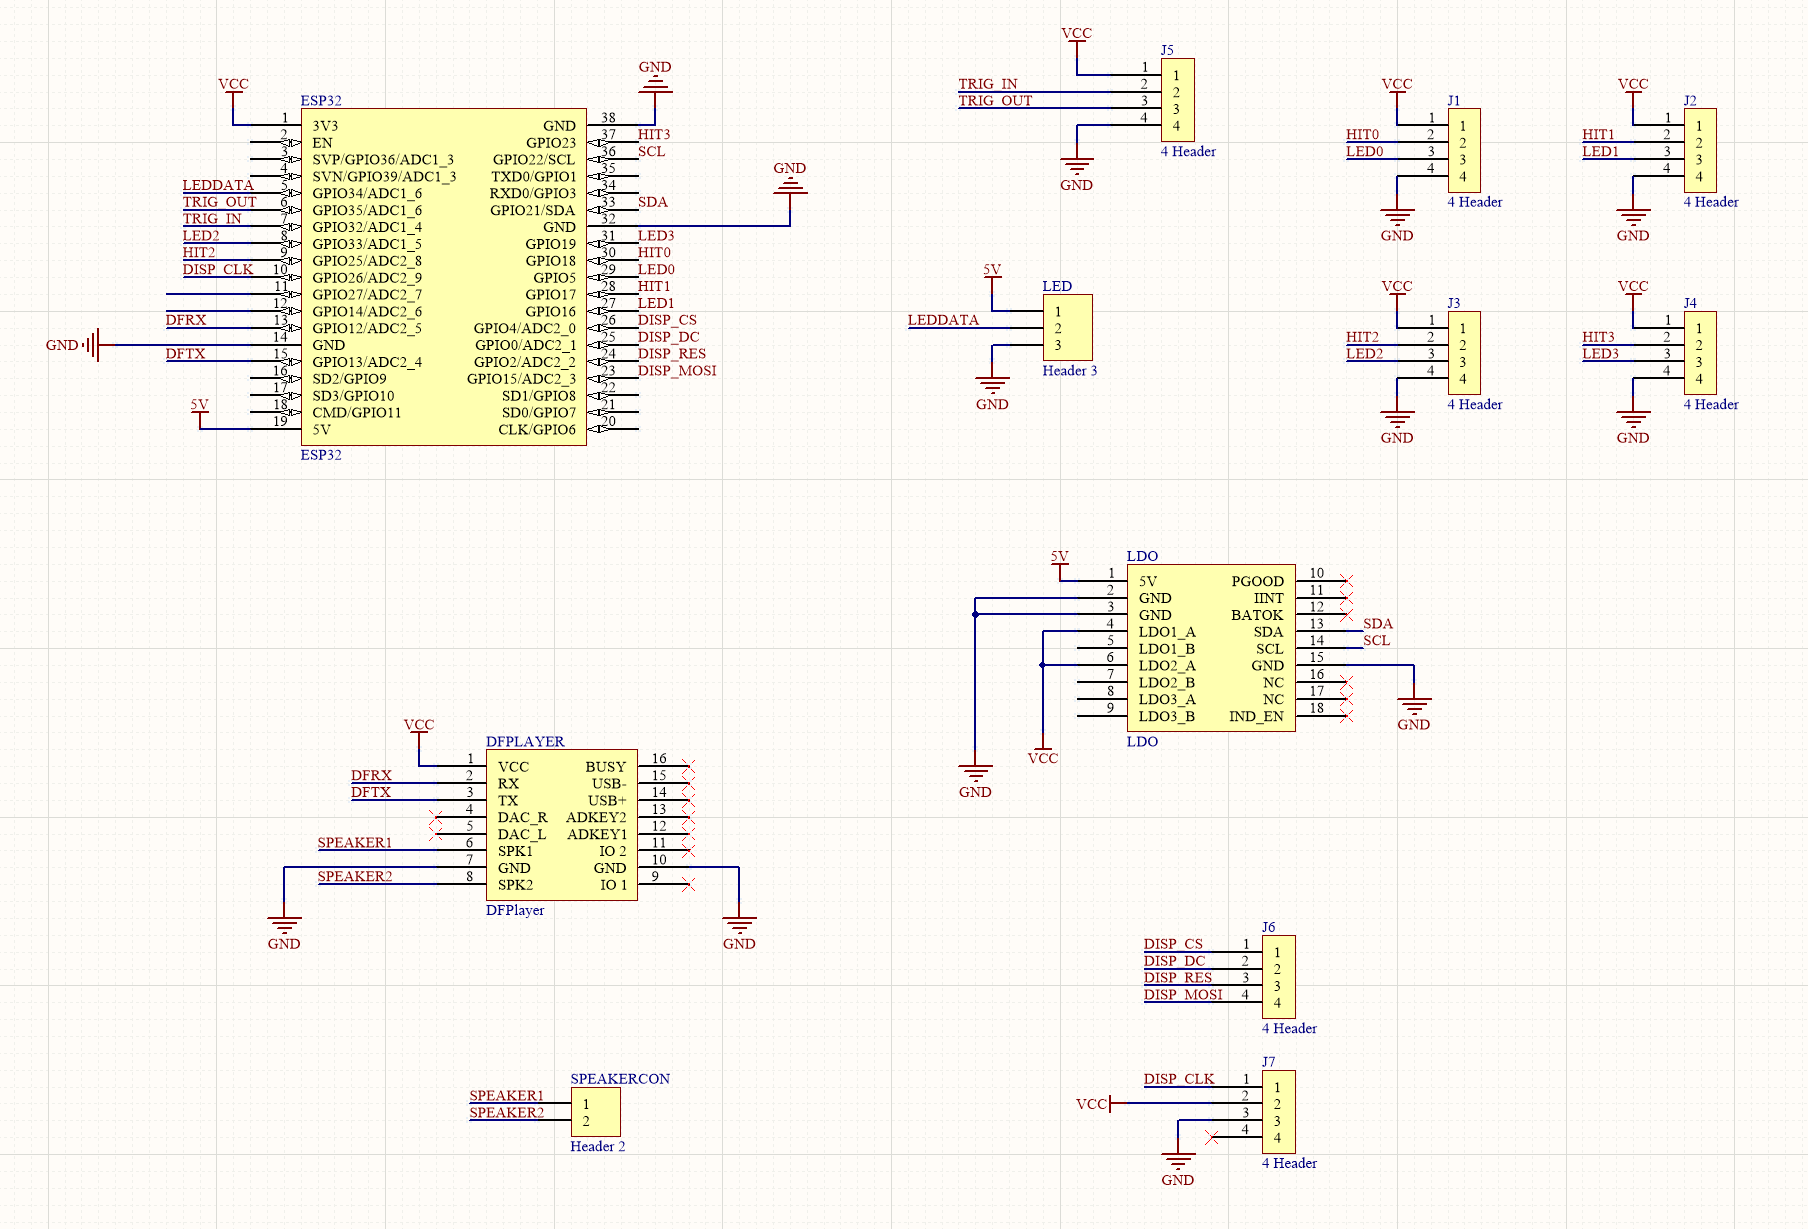 VCC
GND
ESP32
1 3V3 GND 38
2 EN GPIO23 37 HIT3
3 SVP/GPIO36/ADC1_3 GPIO22/SCL 36 SCL
4 SVN/GPIO39/ADC1_3 TXD0/GPIO1 35
LEDDATA 5 GPIO34/ADC1_6 RXD0/GPIO3 34
TRIG_OUT 6 GPIO35/ADC1_6 GPIO21/SDA 33 SDA
TRIG_IN 7 GPIO32/ADC1_4 GND 32
GND
LED2 8 GPIO33/ADC1_5 GPIO19 31 LED3
HIT2 9 GPIO25/ADC2_8 GPIO18 30 HIT0
DISP_CLK 10 GPIO26/ADC2_9 GPIO5 29 LED0
11 GPIO27/ADC2_7 GPIO17 28 HIT1
12 GPIO14/ADC2_6 GPIO16 27 LED1
DFRX 13 GPIO12/ADC2_5 GPIO4/ADC2_0 26 DISP_CS
GND 14 GND GPIO0/ADC2_1 25 DISP_DC
DFTX 15 GPIO13/ADC2_4 GPIO2/ADC2_2 24 DISP_RES
16 SD2/GPIO9 GPIO15/ADC2_3 23 DISP_MOSI
17 SD3/GPIO10 SD1/GPIO8 22
18 CMD/GPIO11 SD0/GPIO7 21
5V 19 5V CLK/GPIO6 20
ESP32
VCC
J5
1 1
TRIG_IN 2 2
TRIG_OUT 3 3
4 4
4 Header
GND
VCC
J1
1 1
HIT0 2 2
LED0 3 3
4 4
4 Header
GND
VCC
J2
1 1
HIT1 2 2
LED1 3 3
4 4
4 Header
GND
5V
LED
1 1
LEDDATA 2 2
3 3
Header 3
GND
VCC
J3
1 1
HIT2 2 2
LED2 3 3
4 4
4 Header
GND
VCC
J4
1 1
HIT3 2 2
LED3 3 3
4 4
4 Header
GND
5V
LDO
1 5V PGOOD 10
2 GND IINT 11
3 GND BATOK 12
4 LDO1_A SDA 13 SDA
5 LDO1_B SCL 14 SCL
6 LDO2_A GND 15
7 LDO2_B NC 16
8 LDO3_A NC 17
9 LDO3_B IND_EN 18
LDO
GND
VCC
GND
VCC
DFPLAYER
1 VCC BUSY 16
DFRX 2 RX USB- 15
DFTX 3 TX USB+ 14
4 DAC_R ADKEY2 13
5 DAC_L ADKEY1 12
SPEAKER1 6 SPK1 IO 2 11
7 GND GND 10
SPEAKER2 8 SPK2 IO 1 9
DFPlayer
GND
GND
J6
DISP_CS 1 1
DISP_DC 2 2
DISP_RES 3 3
DISP_MOSI 4 4
4 Header
SPEAKERCON
SPEAKER1 1
SPEAKER2 2
Header 2
J7
DISP_CLK 1 1
VCC 2 2
3 3
4 4
4 Header
GND